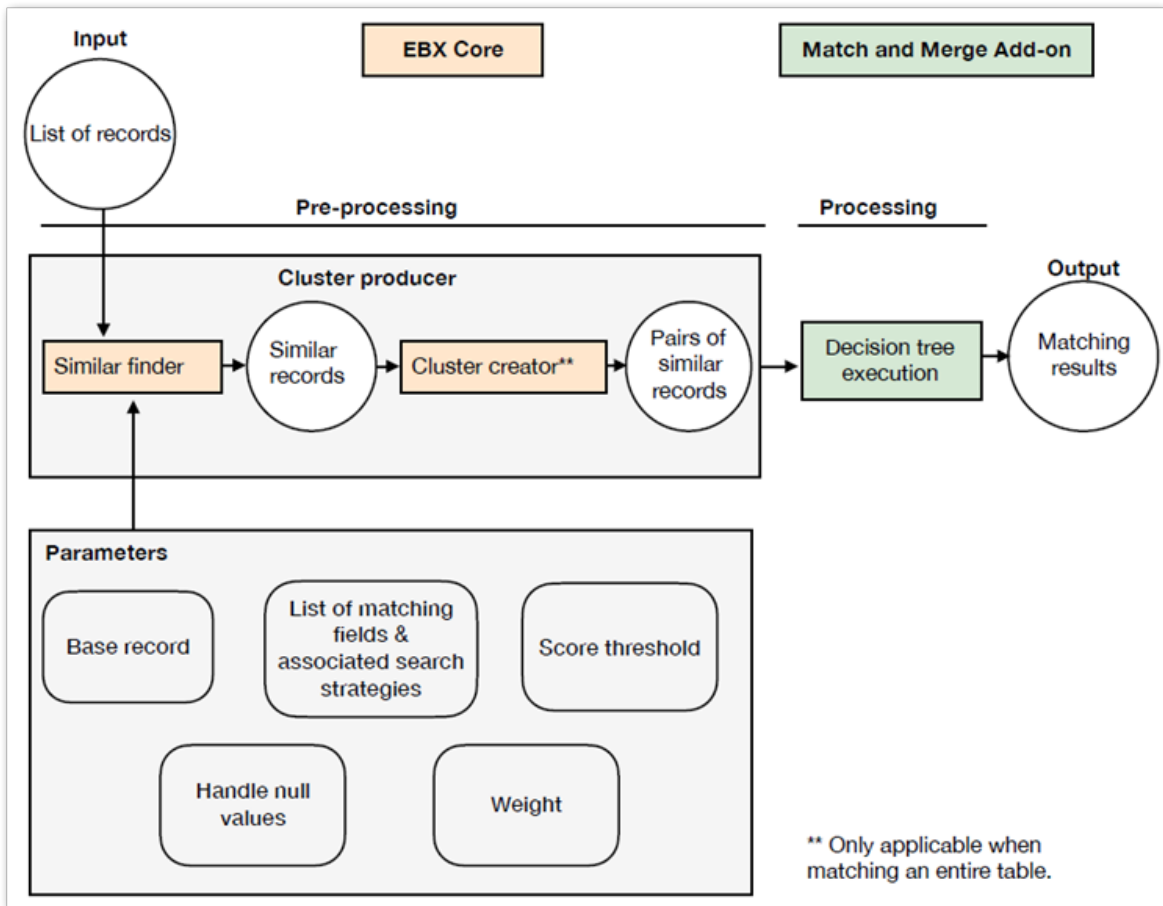 Input
EBX Core
Match and Merge Add-on
List of records
Pre-processing
Processing
Cluster producer
Output
Similar finder
Similar
records
Cluster creator**
Pairs of
similar
records
Decision tree
execution
Matching
results
Parameters
Base record
List of matching
fields &
associated search
strategies
Score threshold
Handle null
values
Weight
** Only applicable when
matching an entire table.